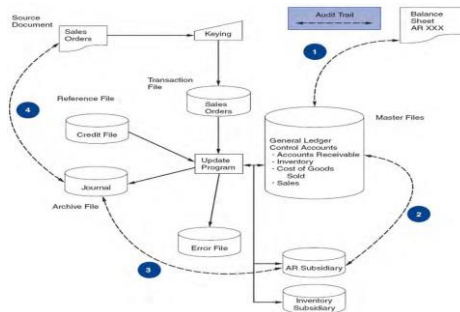 Source
Document
Sales
Orders
Keying
Audit Trail
Balance
Sheet
AR XXX
1
Transaction
File
4
Reference File
Sales
Orders
Master Files
Credit File
General Ledger
Control Accounts
• Accounts Receivable
• Inventory
• Cost of Goods
Sold
• Sales
Update
Program
Journal
Archive File
2
Error File
3
AR Subsidiary
Inventory
Subsidiary